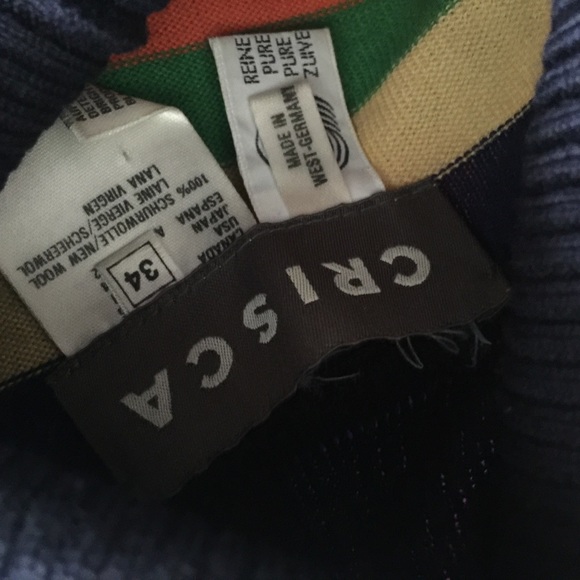 REINE
PURE
PURE
ZUIVE
MADE IN
WEST-GERMANY
100% SCHURWOLLE/NEW WOOL
LAINE VIERGE/SCHEERWOL
LANA VIRGEN
CANADA
USA
JAPAN
ESPANA
A
34
CRISCA